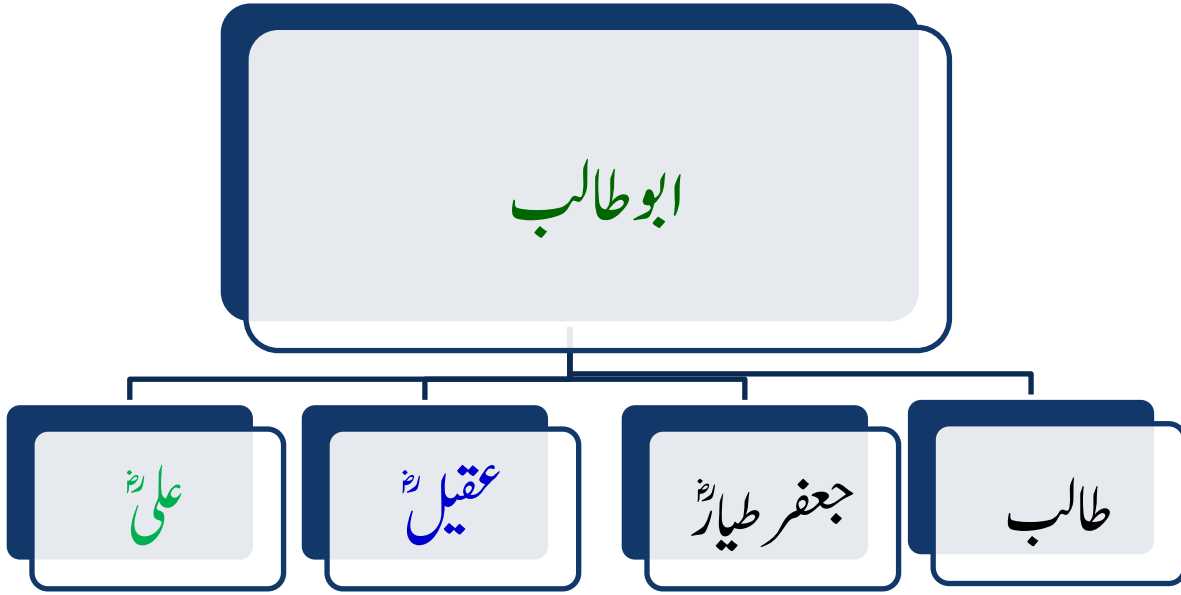 ابوطالب
طالب
جعفر طیارؓ
عقیلؓ
علیؓ